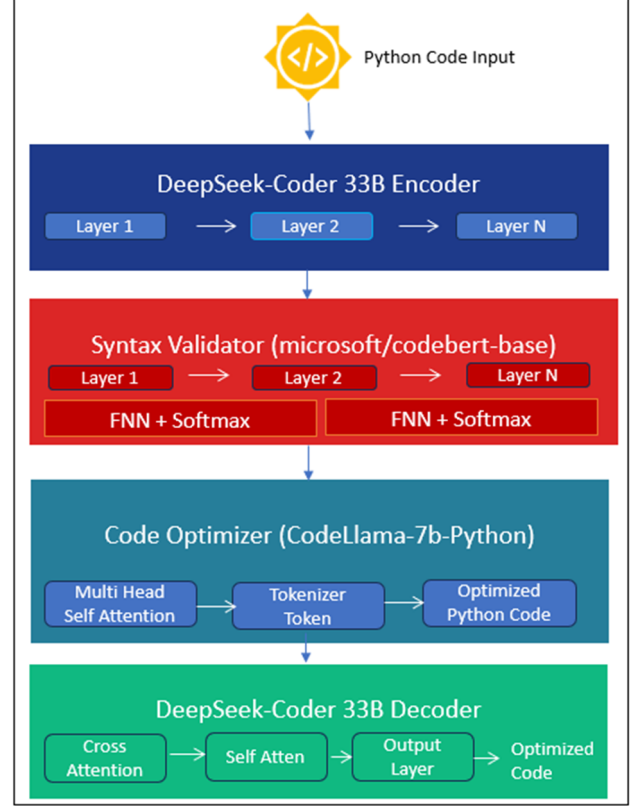 </>
Python Code Input
DeepSeek-Coder 33B Encoder
Layer 1
Layer 2
Layer N
Syntax Validator (microsoft/codebert-base)
Layer 1
Layer 2
Layer N
FNN + Softmax
FNN + Softmax
Code Optimizer (CodeLlama-7b-Python)
Multi Head
Self Attention
Tokenizer
Token
Optimized
Python Code
DeepSeek-Coder 33B Decoder
Cross
Attention
Self Atten
Output
Layer
Optimized
Code